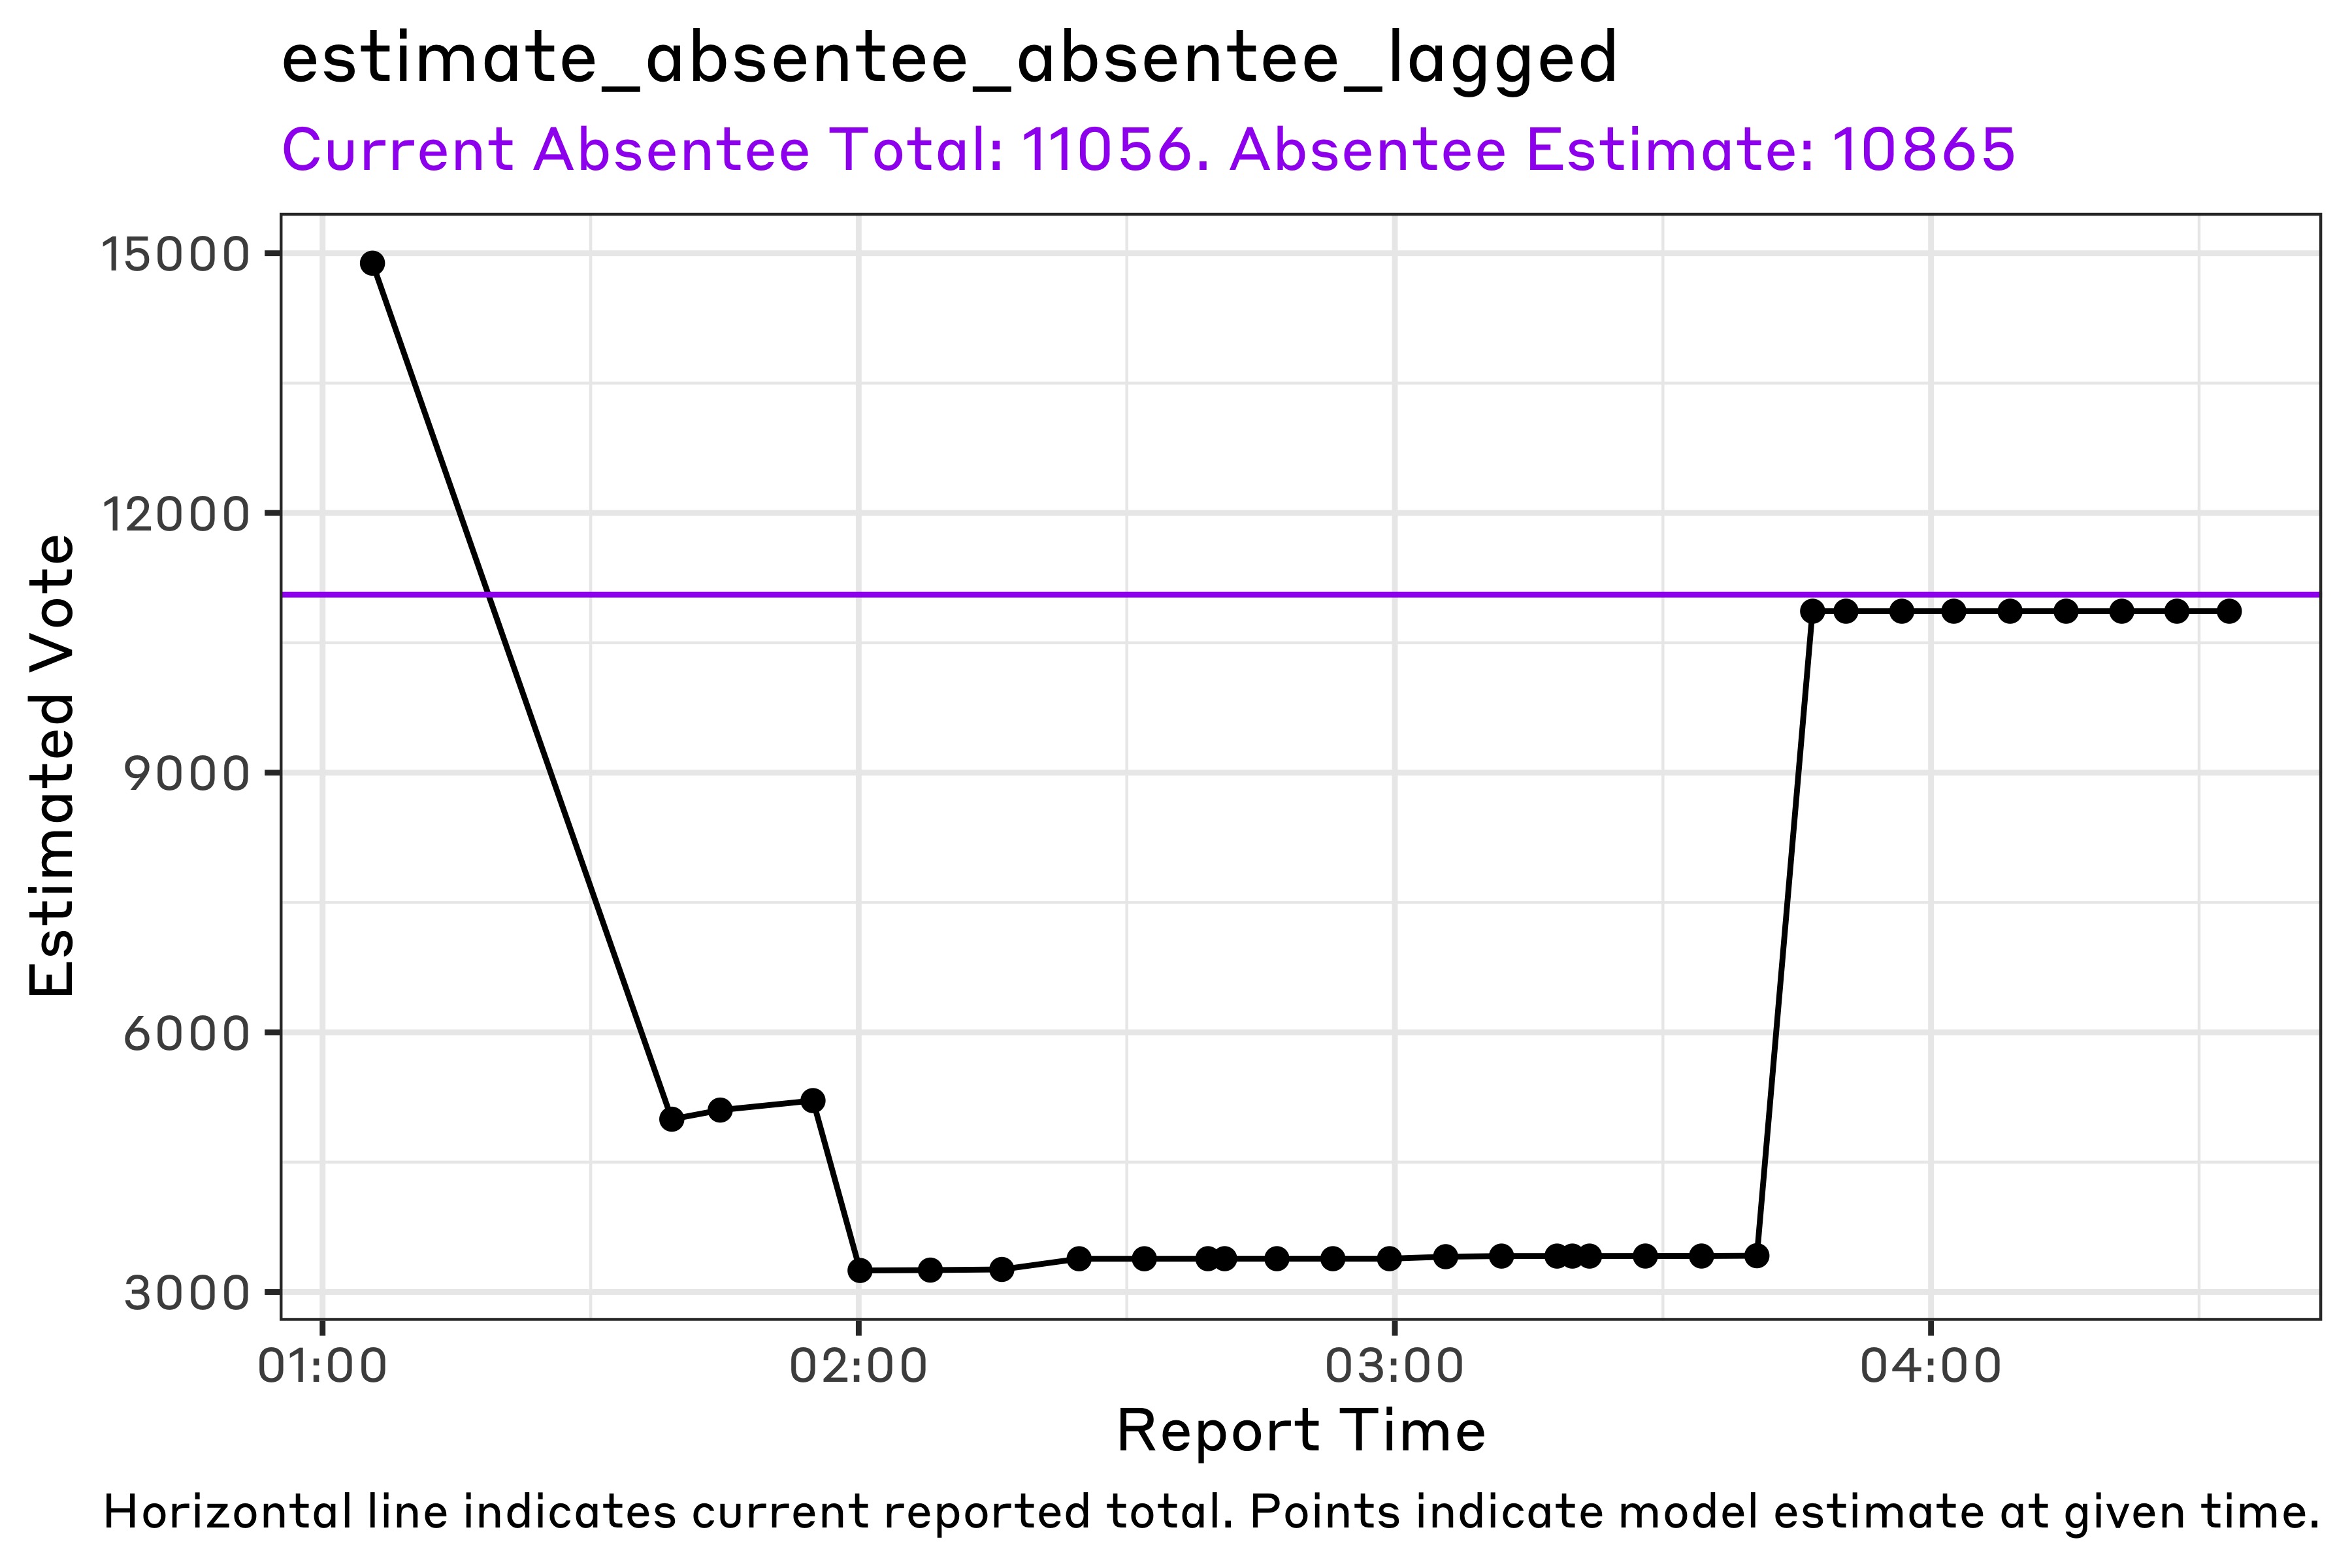 estimate_absentee_absentee_lagged
Current Absentee Total: 11056. Absentee Estimate: 10865
15000
12000
9000
6000
3000
Estimated Vote
01:00 02:00 03:00 04:00
Report Time
Horizontal line indicates current reported total. Points indicate model estimate at given time.